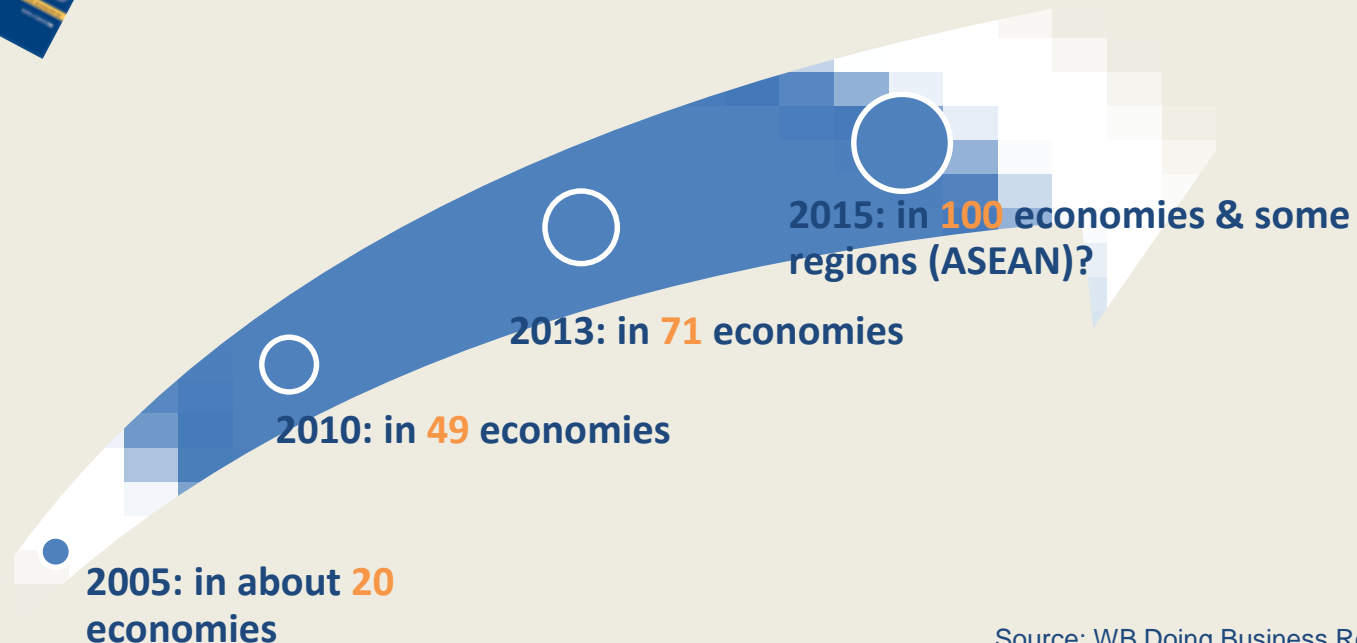 2015: in 100 economies & some
regions (ASEAN)?
2013: in 71 economies
2010: in 49 economies
2005: in about 20
economies
Source: WB Doing Business